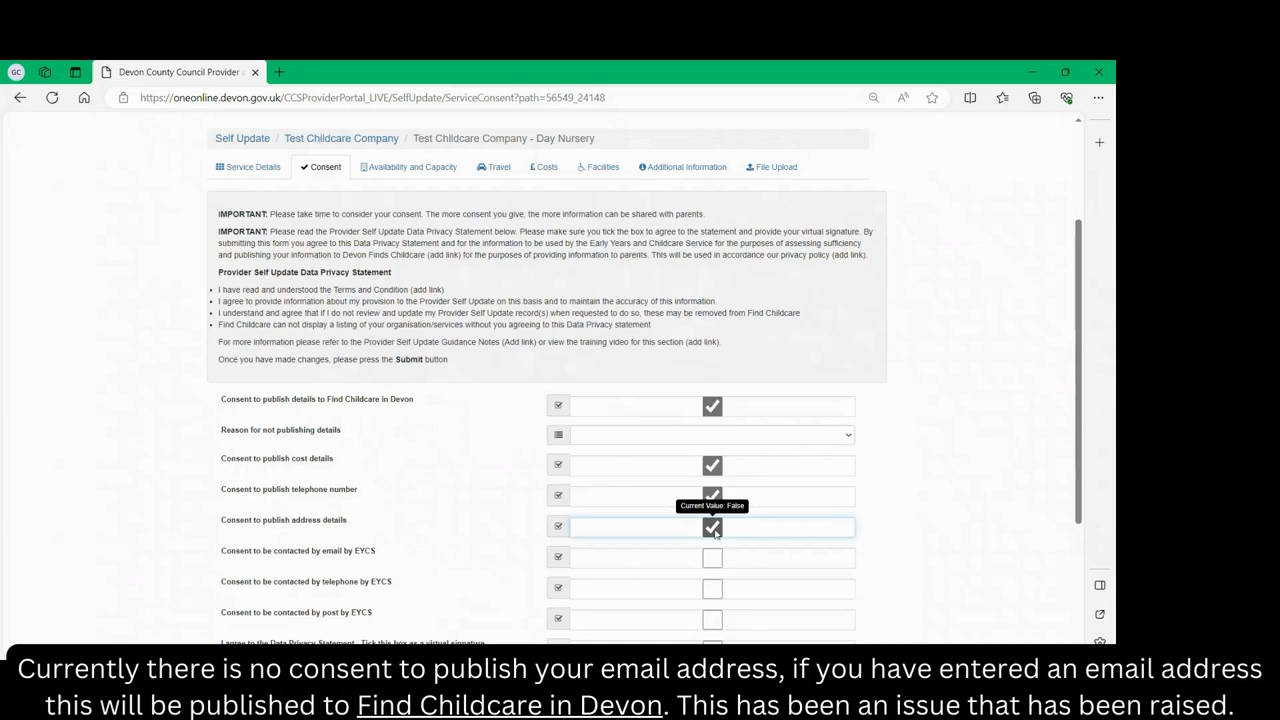 GC
Devon County Council Provider a
https://oneonline.devon.gov.uk/CCSProviderPortal_LIVE/SelfUpdate/ServiceConsent?path=56549_24148
Self Update / Test Childcare Company / Test Childcare Company - Day Nursery
Service Details Consent Availability and Capacity Travel £ Costs Facilities Additional Information File Upload
IMPORTANT: Please take time to consider your consent. The more consent you give, the more information can be shared with parents.
IMPORTANT: Please read the Provider Self Update Data Privacy Statement below. Please make sure you tick the box to agree to the statement and provide your virtual signature. By
submitting this form you agree to this Data Privacy Statement and for the information to be used by the Early Years and Childcare Service for the purposes of assessing sufficiency
and publishing your information to Devon Finds Childcare (add link) for the purposes of providing information to parents. This will be used in accordance our privacy policy (add link).
Provider Self Update Data Privacy Statement
• I have read and understood the Terms and Condition (add link)
• I agree to provide information about my provision to the Provider Self Update on this basis and to maintain the accuracy of this information.
• I understand and agree that if I do not review and update my Provider Self Update record(s) when requested to do so, these may be removed from Find Childcare
• Find Childcare can not display a listing of your organisation/services without you agreeing to this Data Privacy statement
For more information please refer to the Provider Self Update Guidance Notes (Add link) or view the training video for this section (add link).
Once you have made changes, please press the Submit button
Consent to publish details to Find Childcare in Devon
Reason for not publishing details
Consent to publish cost details
Consent to publish telephone number
Current Value: False
Consent to publish address details
Consent to be contacted by email by EYCS
Consent to be contacted by telephone by EYCS
Consent to be contacted by post by EYCS
I agree to the Data Privacy Statement - Tick this box as a virtual signature
Currently there is no consent to publish your email address, if you have entered an email address
this will be published to Find Childcare in Devon. This has been an issue that has been raised.